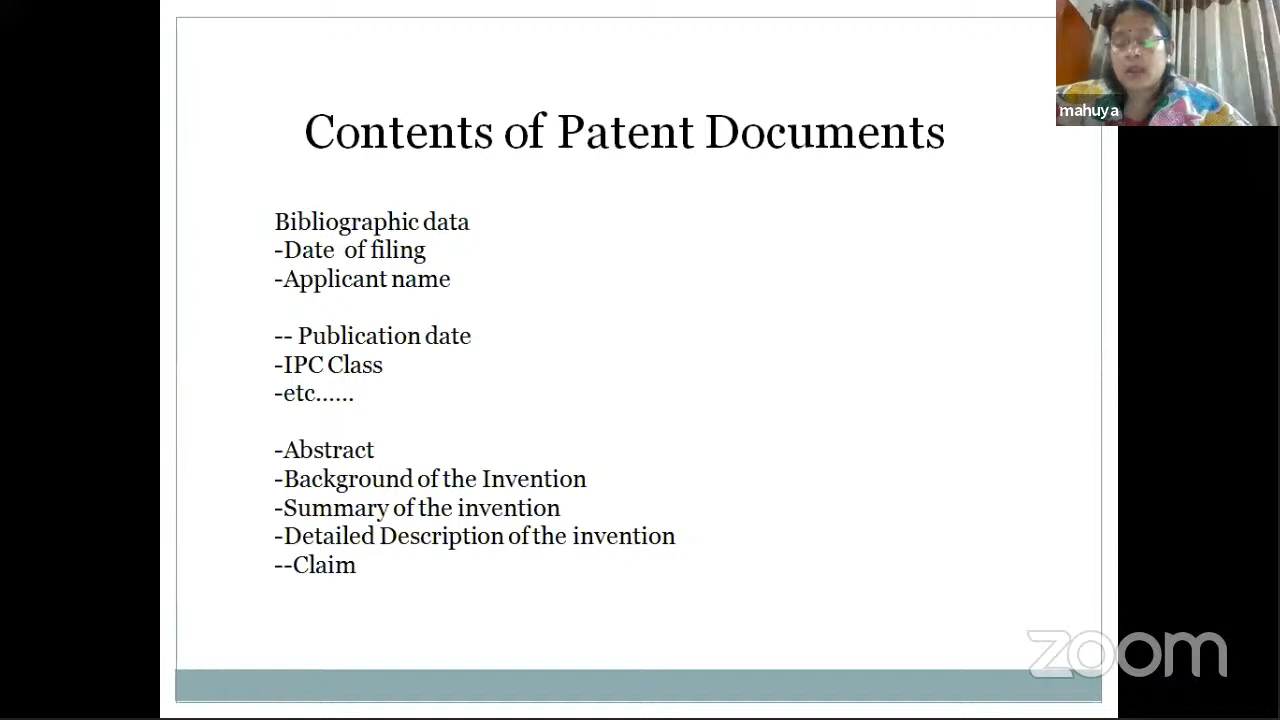 Contents of Patent Documents
Bibliographic data
-Date of filing
-Applicant name
-- Publication date
-IPC Class
-etc......
-Abstract
-Background of the Invention
-Summary of the invention
-Detailed Description of the invention
--Claim
mahuya
zoom